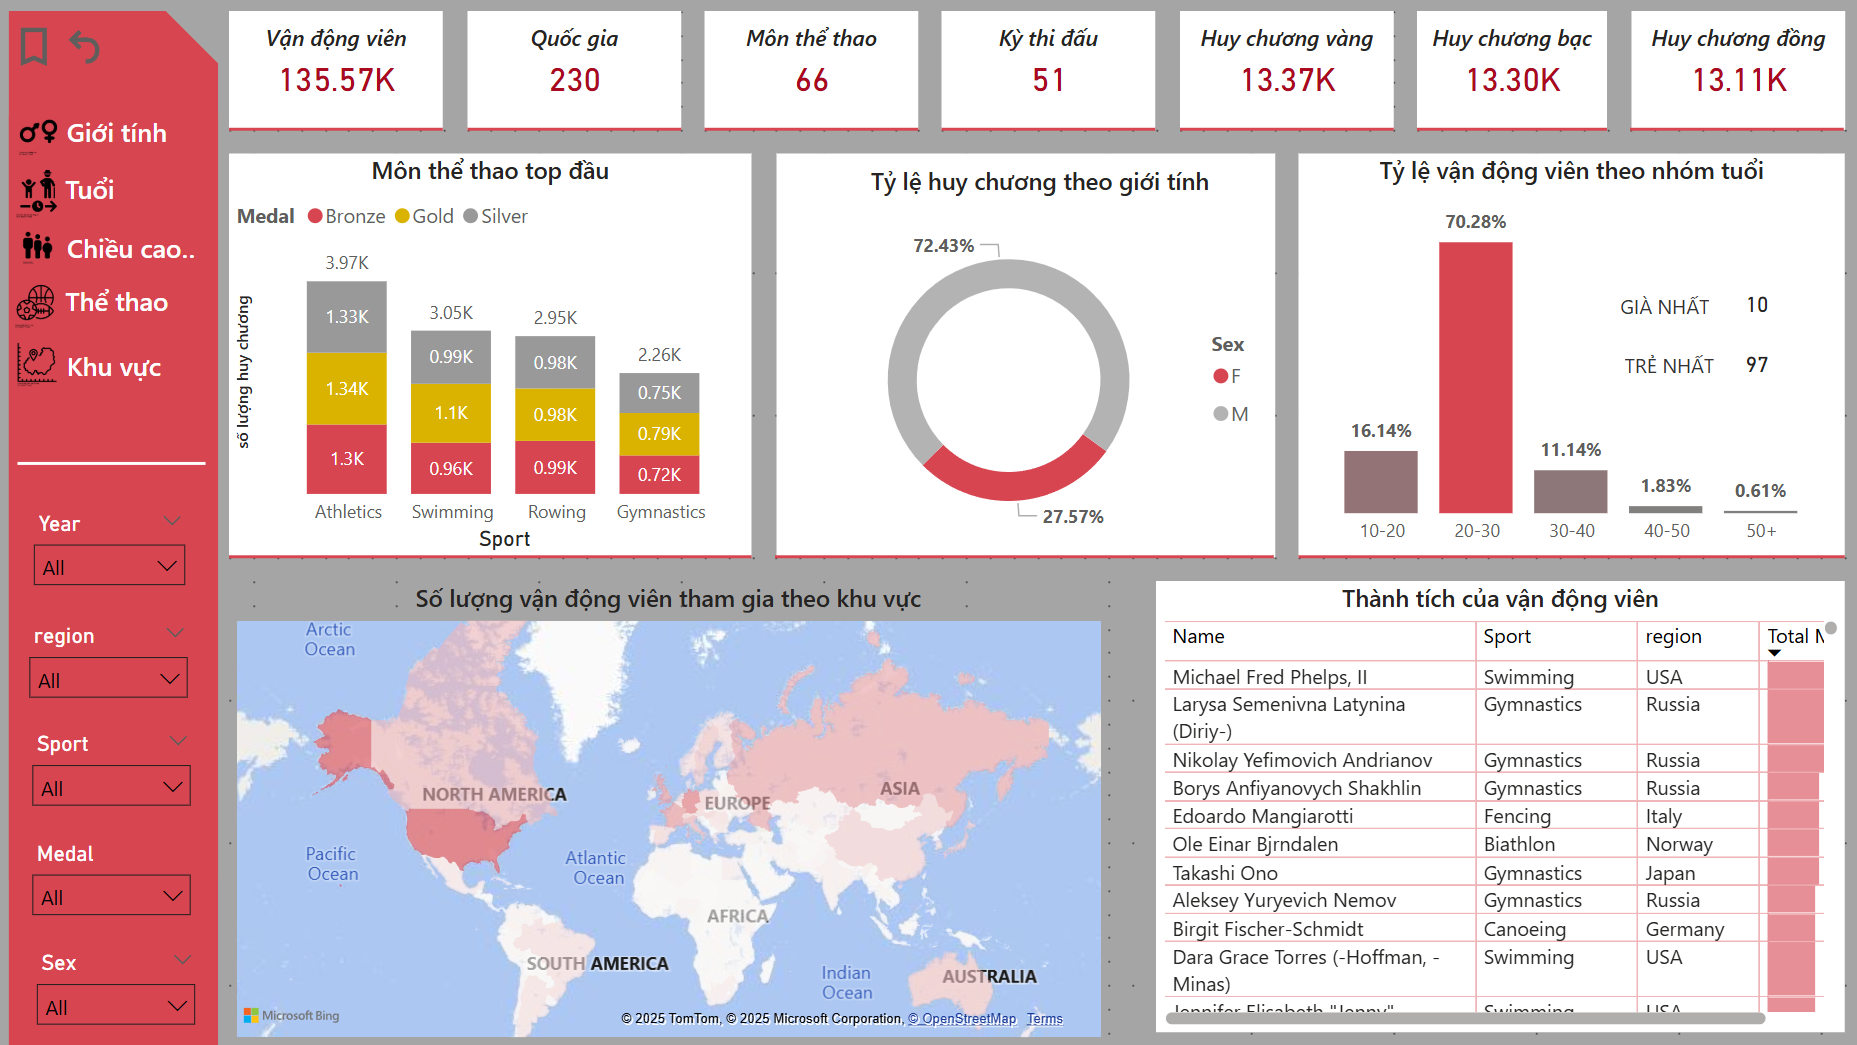 Vận động viên
135.57K
Quốc gia
230
Môn thể thao
66
Kỳ thi đấu
51
Huy chương vàng
13.37K
Huy chương bạc
13.30K
Huy chương đồng
13.11K
Giới tính
Tuổi
Chiều cao..
Thể thao
Khu vực
Year
All
region
All
Sport
All
Medal
All
Sex
All
Môn thể thao top đầu
Medal Bronze Gold Silver
số lượng huy chương
3.97K
1.33K
1.34K
1.3K
3.05K
0.99K
1.1K
0.96K
2.95K
0.98K
0.98K
0.99K
2.26K
0.75K
0.79K
0.72K
Athletics Swimming Rowing Gymnastics
Sport
Tỷ lệ huy chương theo giới tính
72.43%
27.57%
Sex
F
M
Tỷ lệ vận động viên theo nhóm tuổi
70.28%
16.14%
11.14%
1.83%
0.61%
10-20 20-30 30-40 40-50 50+
GIÀ NHẤT 10
TRẺ NHẤT 97
Số lượng vận động viên tham gia theo khu vực
Arctic
Ocean
NORTH AMERICA
EUROPE
ASIA
Pacific
Ocean
Atlantic
Ocean
AFRICA
SOUTH AMERICA
Indian
Ocean
AUSTRALIA
Microsoft Bing
© 2025 TomTom, © 2025 Microsoft Corporation, © OpenStreetMap Terms
Thành tích của vận động viên
Name Sport region Total
Michael Fred Phelps, II Swimming USA
Larysa Semenivna Latynina Gymnastics Russia
(Diriy-)
Nikolay Yefimovich Andrianov Gymnastics Russia
Borys Anfiyanovych Shakhlin Gymnastics Russia
Edoardo Mangiarotti Fencing Italy
Ole Einar Bjrndalen Biathlon Norway
Takashi Ono Gymnastics Japan
Aleksey Yuryevich Nemov Gymnastics Russia
Birgit Fischer-Schmidt Canoeing Germany
Dara Grace Torres (-Hoffman, - Swimming USA
Minas)
Jennifer Elisabeth "Jenny" Swimming USA